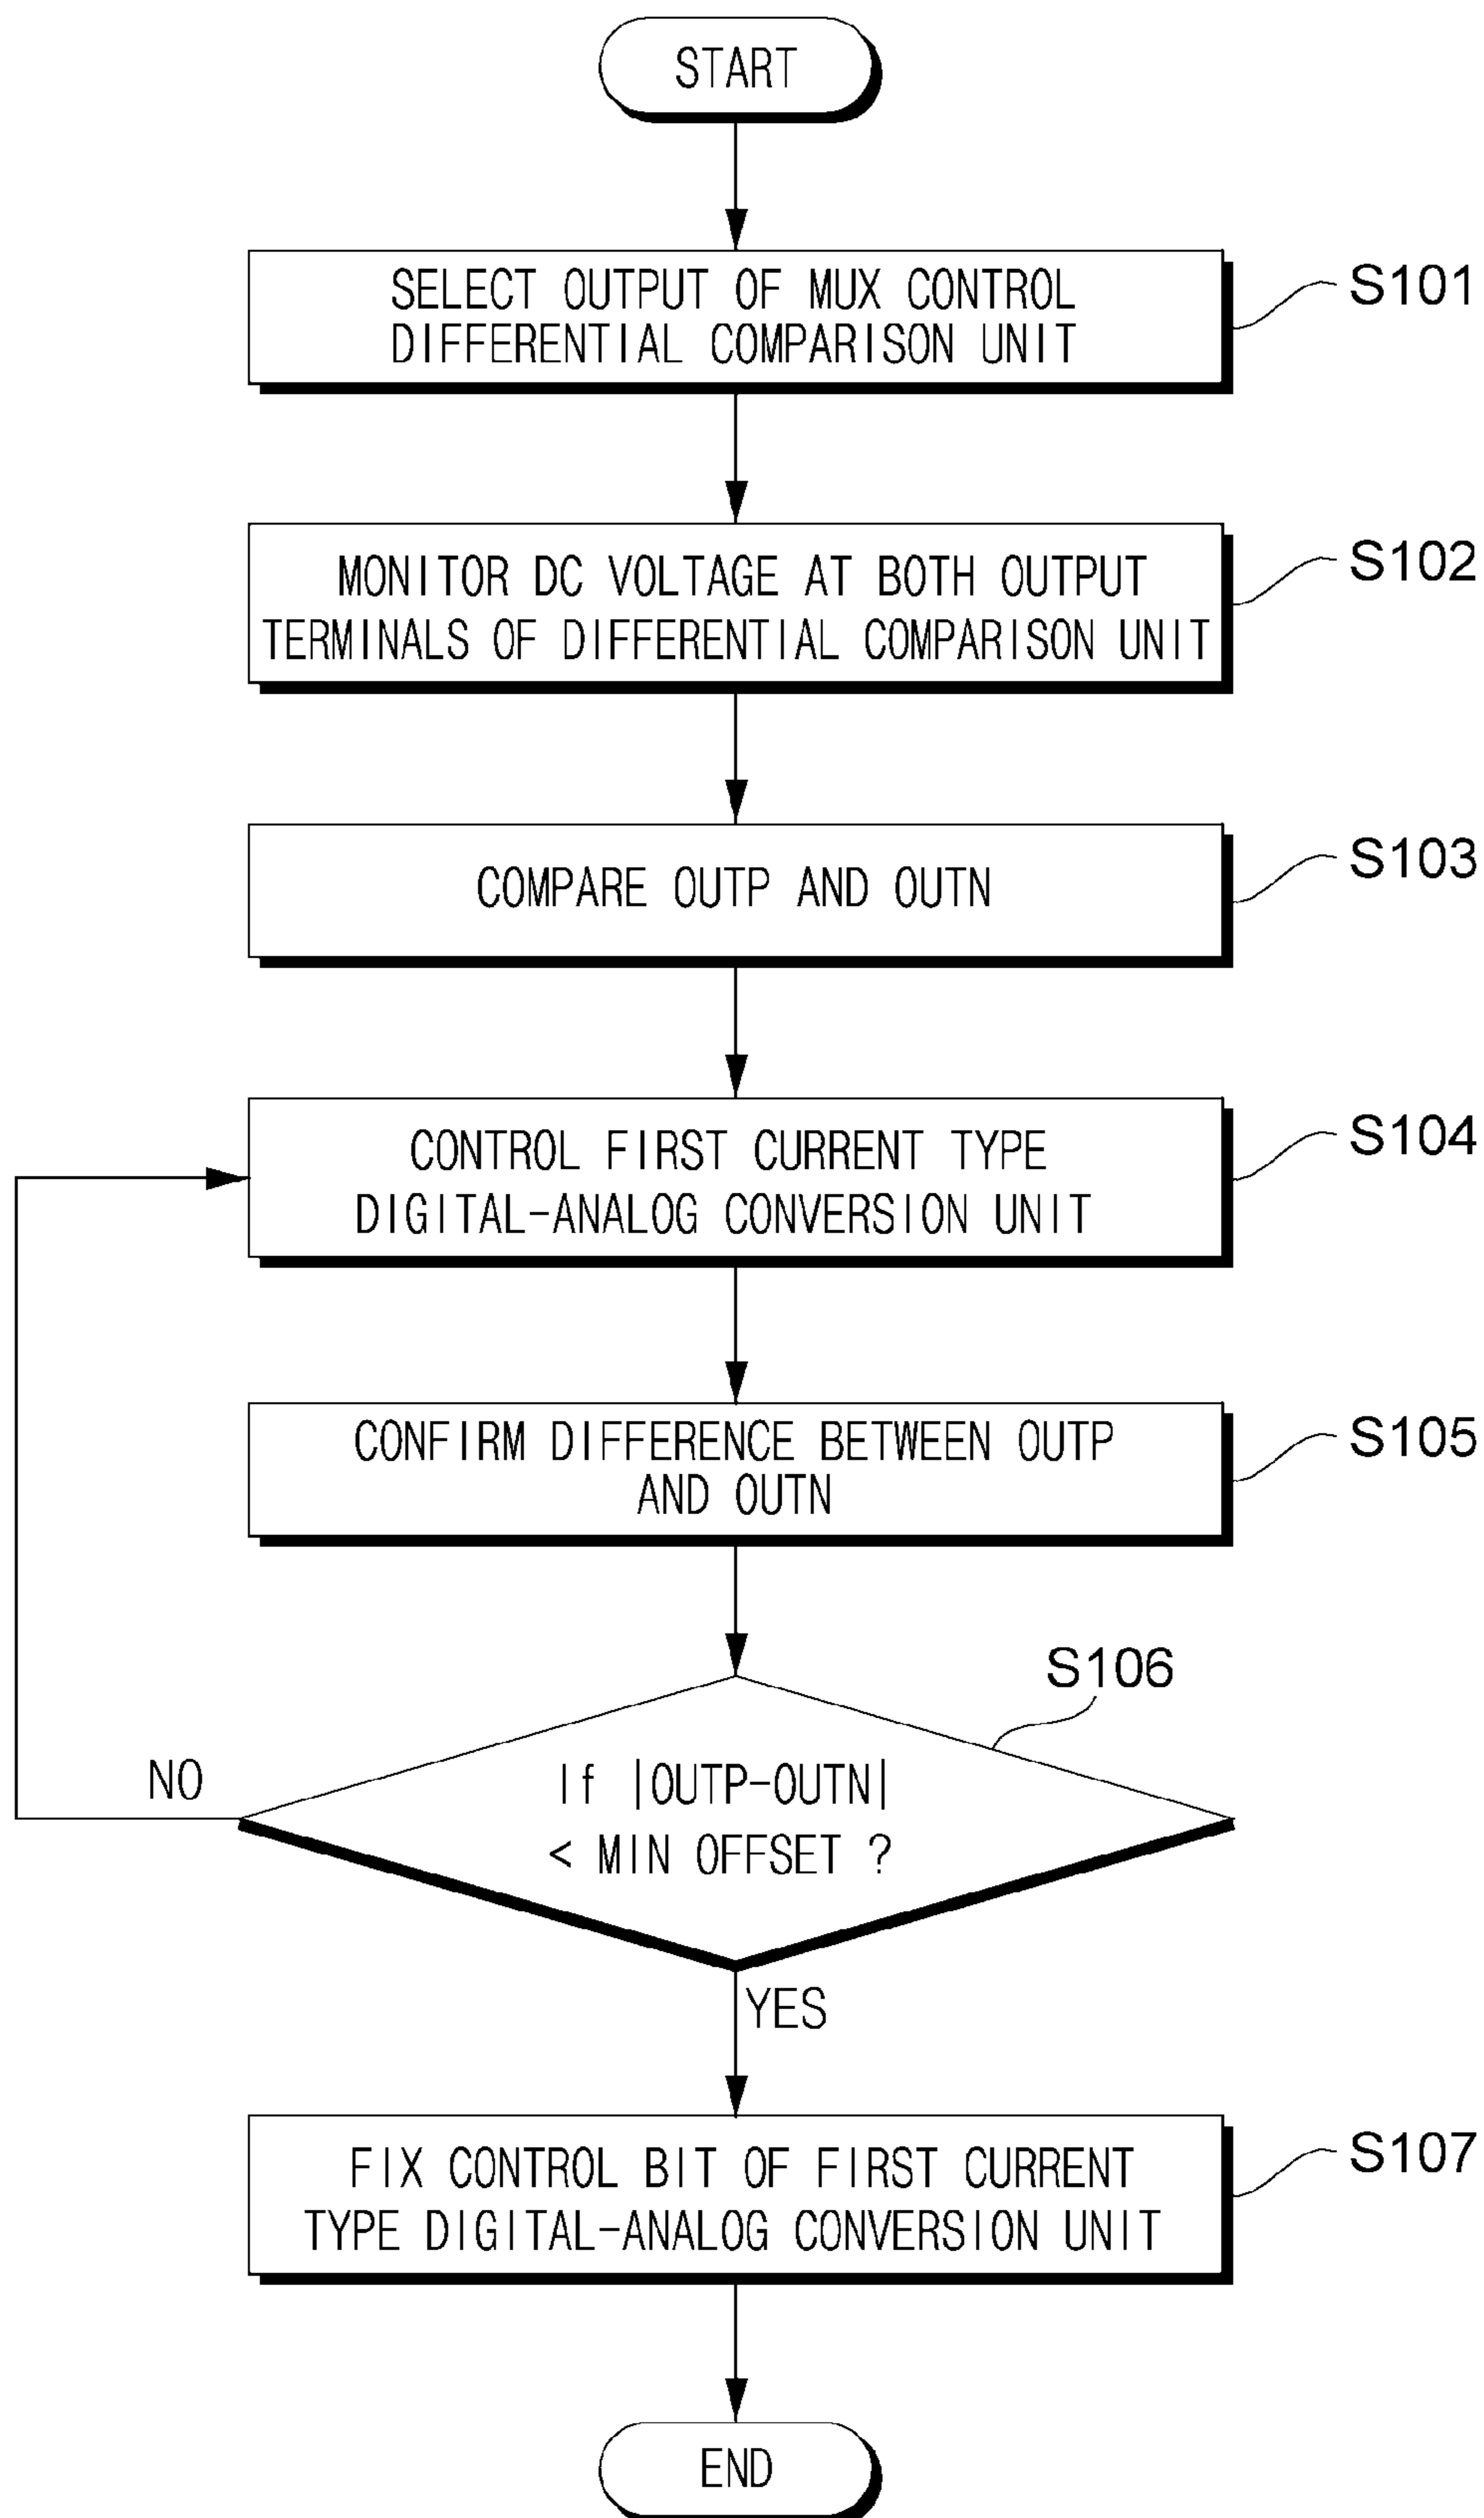 START
SELECT OUTPUT OF MUX CONTROL
DIFFERENTIAL COMPARISON UNIT
S101
MONITOR DC VOLTAGE AT BOTH OUTPUT
TERMINALS OF DIFFERENTIAL COMPARISON UNIT
S102
COMPARE OUTP AND OUTN
S103
CONTROL FIRST CURRENT TYPE
DIGITAL-ANALOG CONVERSION UNIT
S104
CONFIRM DIFFERENCE BETWEEN OUTP
AND OUTN
S105
S106
If |OUTP-OUTN|
< MIN OFFSET ?
NO
YES
FIX CONTROL BIT OF FIRST CURRENT
TYPE DIGITAL-ANALOG CONVERSION UNIT
S107
END